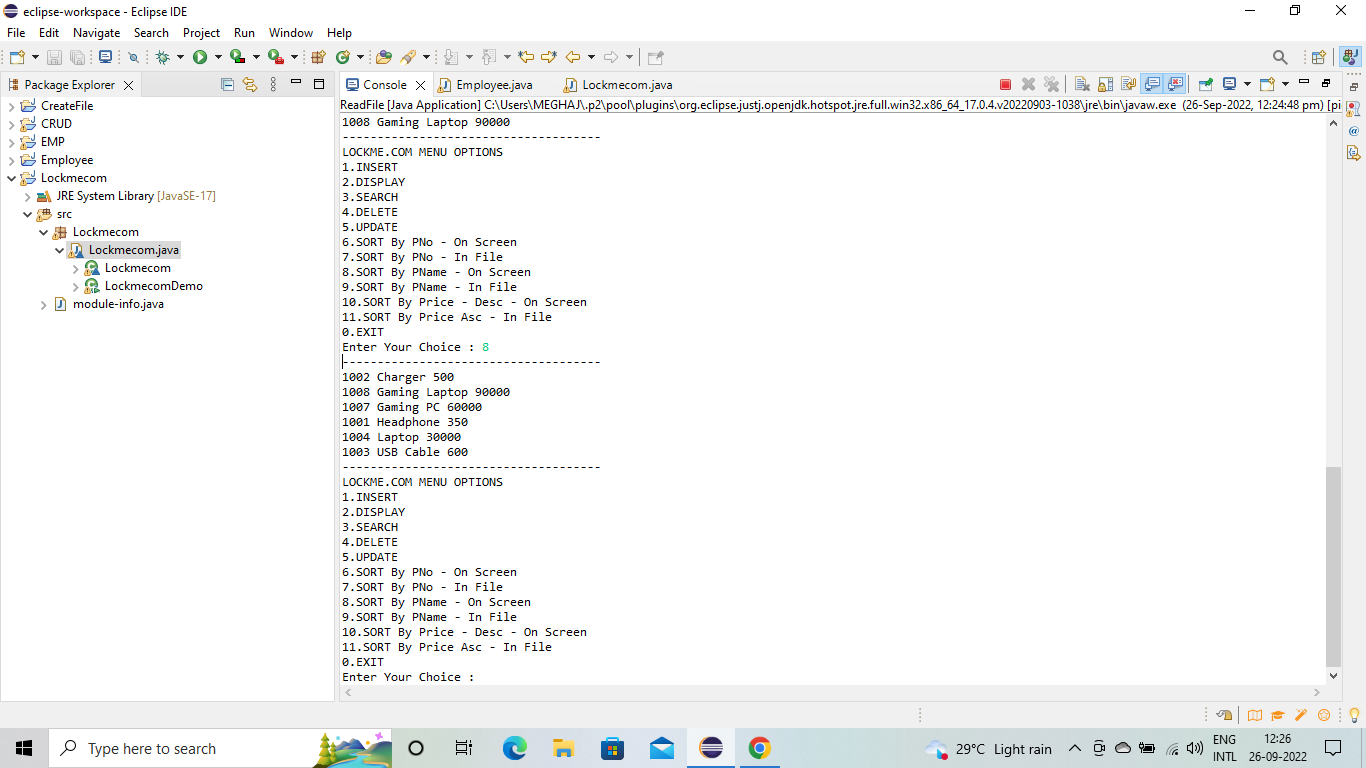 eclipse-workspace - Eclipse IDE
File Edit Navigate Search Project Run Window Help
Package Explorer
CreateFile
CRUD
EMP
Employee
Lockmecom
JRE System Library [JavaSE-17]
src
Lockmecom
Lockmecom.java
Lockmecom
LockmecomDemo
module-info.java
Console Employee.java Lockmecom.java
ReadFile [Java Application] C:\Users\MEGHAJ\.p2\pool\plugins\org.eclipse.justj.openjdk.hotspot.jre.full.win32.x86_64_17.0.4.v20220903-1038\jre\bin\javaw.exe (26-Sep-2022, 12:24:48 pm) [pi
1008 Gaming Laptop 90000
-------------------------------------
LOCKME.COM MENU OPTIONS
1.INSERT
2.DISPLAY
3.SEARCH
4.DELETE
5.UPDATE
6.SORT By PNo - On Screen
7.SORT By PNo - In File
8.SORT By PName - On Screen
9.SORT By PName - In File
10.SORT By Price - Desc - On Screen
11.SORT By Price Asc - In File
0.EXIT
Enter Your Choice : 8
-------------------------------------
1002 Charger 500
1008 Gaming Laptop 90000
1007 Gaming PC 60000
1001 Headphone 350
1004 Laptop 30000
1003 USB Cable 600
-------------------------------------
LOCKME.COM MENU OPTIONS
1.INSERT
2.DISPLAY
3.SEARCH
4.DELETE
5.UPDATE
6.SORT By PNo - On Screen
7.SORT By PNo - In File
8.SORT By PName - On Screen
9.SORT By PName - In File
10.SORT By Price - Desc - On Screen
11.SORT By Price Asc - In File
0.EXIT
Enter Your Choice :
Type here to search
29°C Light rain
ENG
INTL
12:26
26-09-2022